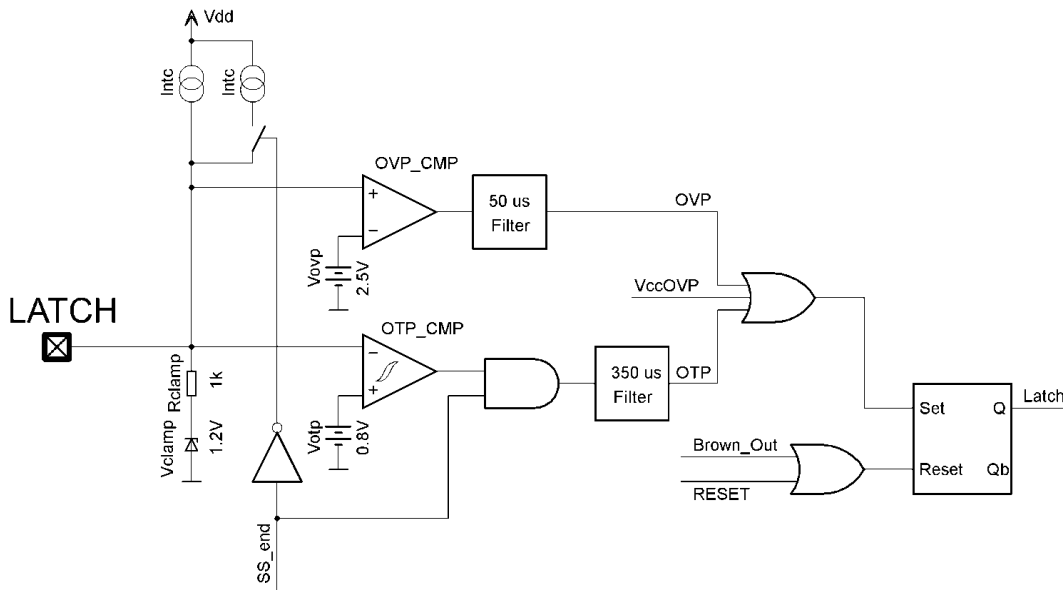 Vdd
Intc
Intc
OVP_CMP
+
−
50 us
Filter
OVP
Vovp
2.5V
VccOVP
LATCH
OTP_CMP
−
+
350 us
Filter
OTP
Rclamp
1k
Vclamp
1.2V
Votp
0.8V
Set
Q
Latch
Brown_Out
Reset
Qb
RESET
SS_end